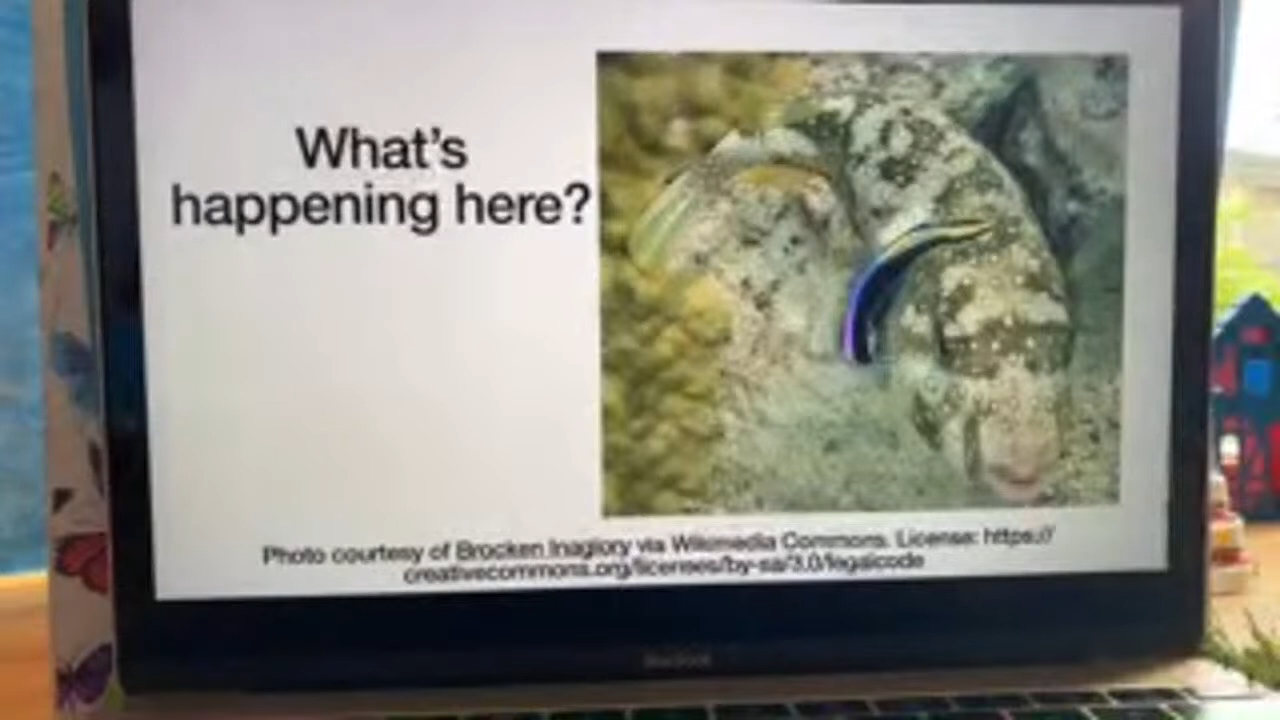 What's
happening here?
Photo courtesy of Brocken Inaglory via Wikimedia Commons. License: https://
creativecommons.org/licenses/by-sa/3.0/legalcode
MacBook